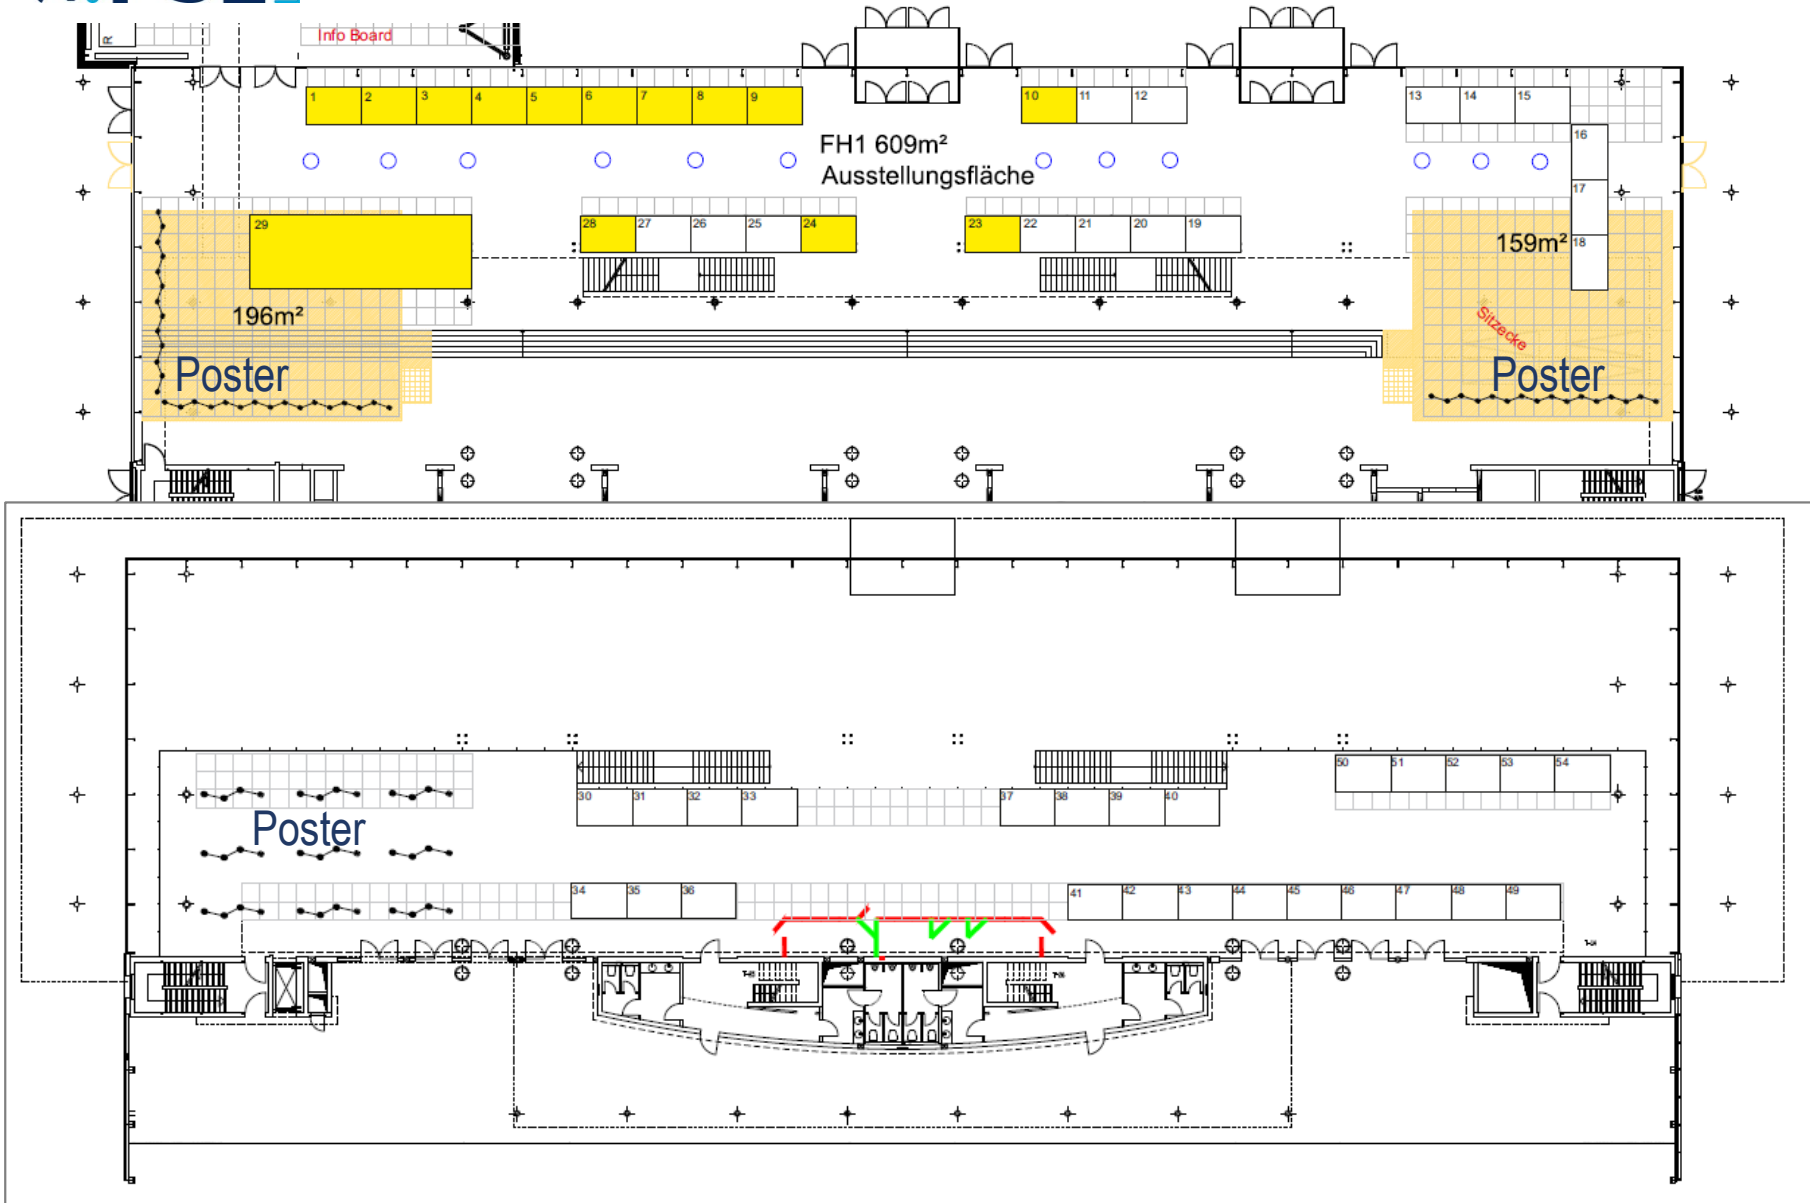 Info Board
R
1 2 3 4 5 6 7 8 9
10 11 12
13 14 15
16
17
18
FH1 609m²
Ausstellungsfläche
29
28 27 26 25 24
23 22 21 20 19
159m²
196m²
Sitzecke
Poster
Poster
50 51 52 53 54
30 31 32 33
37 38 39 40
Poster
34 35 36
41 42 43 44 45 46 47 48 49